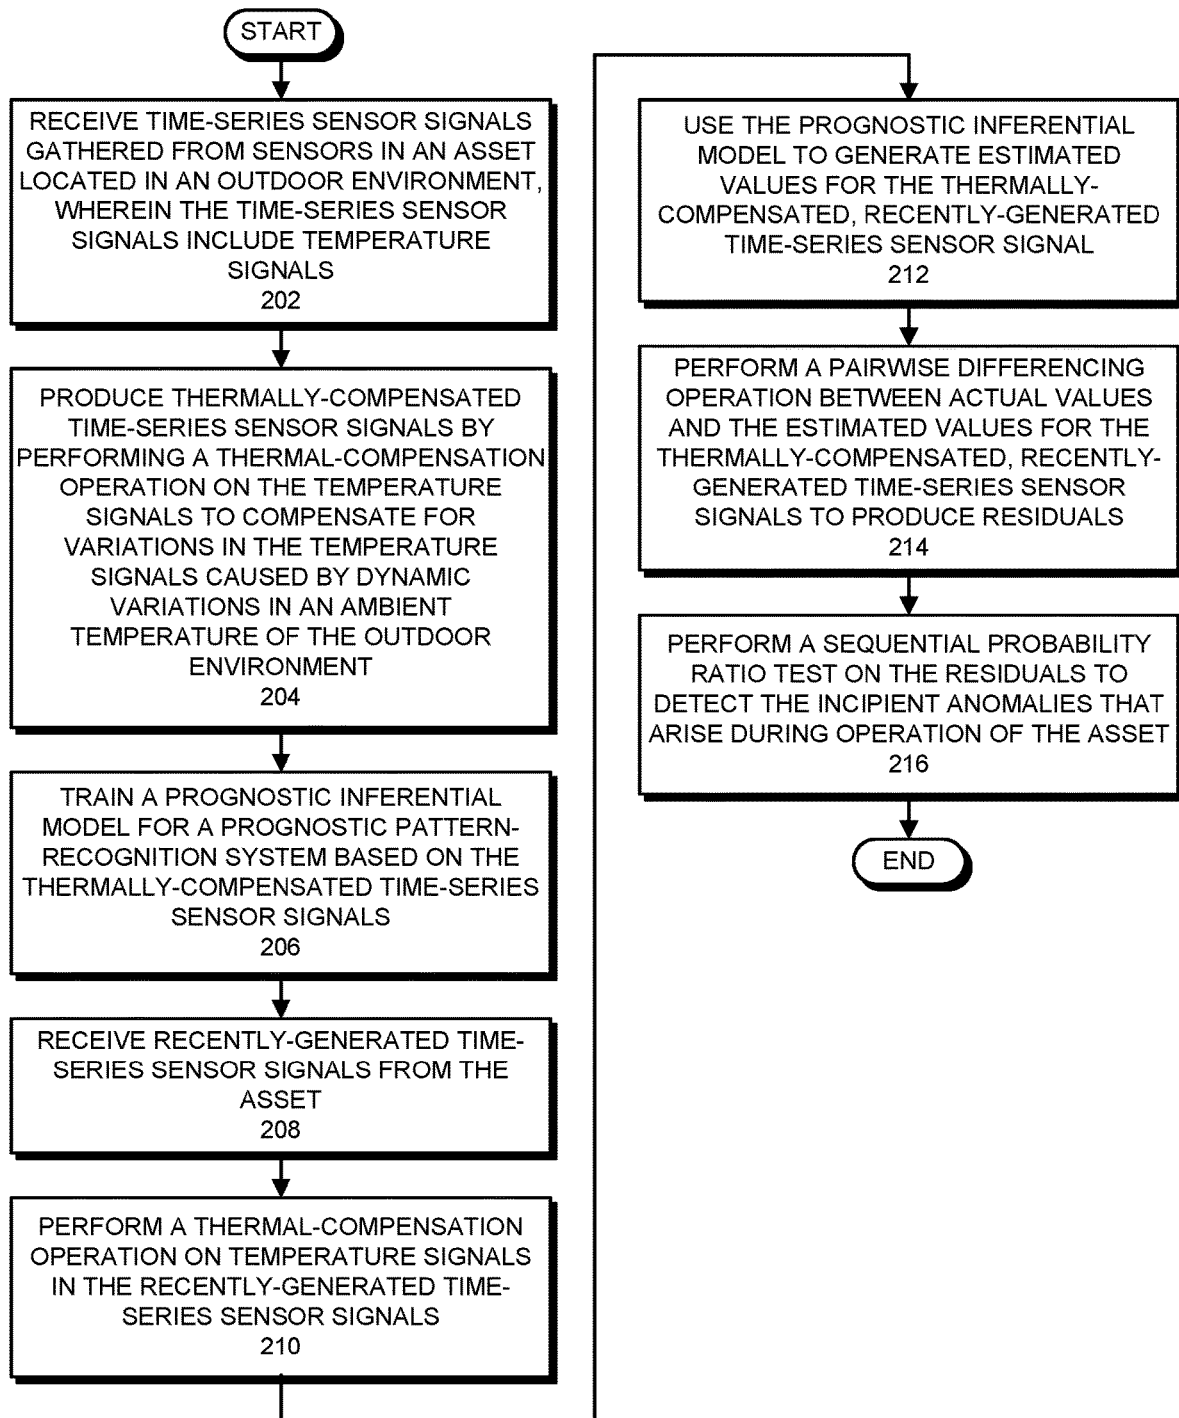 START
RECEIVE TIME-SERIES SENSOR SIGNALS
GATHERED FROM SENSORS IN AN ASSET
LOCATED IN AN OUTDOOR ENVIRONMENT,
WHEREIN THE TIME-SERIES SENSOR
SIGNALS INCLUDE TEMPERATURE
SIGNALS
202
PRODUCE THERMALLY-COMPENSATED
TIME-SERIES SENSOR SIGNALS BY
PERFORMING A THERMAL-COMPENSATION
OPERATION ON THE TEMPERATURE
SIGNALS TO COMPENSATE FOR
VARIATIONS IN THE TEMPERATURE
SIGNALS CAUSED BY DYNAMIC
VARIATIONS IN AN AMBIENT
TEMPERATURE OF THE OUTDOOR
ENVIRONMENT
204
TRAIN A PROGNOSTIC INFERENTIAL
MODEL FOR A PROGNOSTIC PATTERN-
RECOGNITION SYSTEM BASED ON THE
THERMALLY-COMPENSATED TIME-SERIES
SENSOR SIGNALS
206
RECEIVE RECENTLY-GENERATED TIME-
SERIES SENSOR SIGNALS FROM THE
ASSET
208
PERFORM A THERMAL-COMPENSATION
OPERATION ON TEMPERATURE SIGNALS
IN THE RECENTLY-GENERATED TIME-
SERIES SENSOR SIGNALS
210
USE THE PROGNOSTIC INFERENTIAL
MODEL TO GENERATE ESTIMATED
VALUES FOR THE THERMALLY-
COMPENSATED, RECENTLY-GENERATED
TIME-SERIES SENSOR SIGNAL
212
PERFORM A PAIRWISE DIFFERENCING
OPERATION BETWEEN ACTUAL VALUES
AND THE ESTIMATED VALUES FOR THE
THERMALLY-COMPENSATED, RECENTLY-
GENERATED TIME-SERIES SENSOR
SIGNALS TO PRODUCE RESIDUALS
214
PERFORM A SEQUENTIAL PROBABILITY
RATIO TEST ON THE RESIDUALS TO
DETECT THE INCIPIENT ANOMALIES THAT
ARISE DURING OPERATION OF THE ASSET
216
END